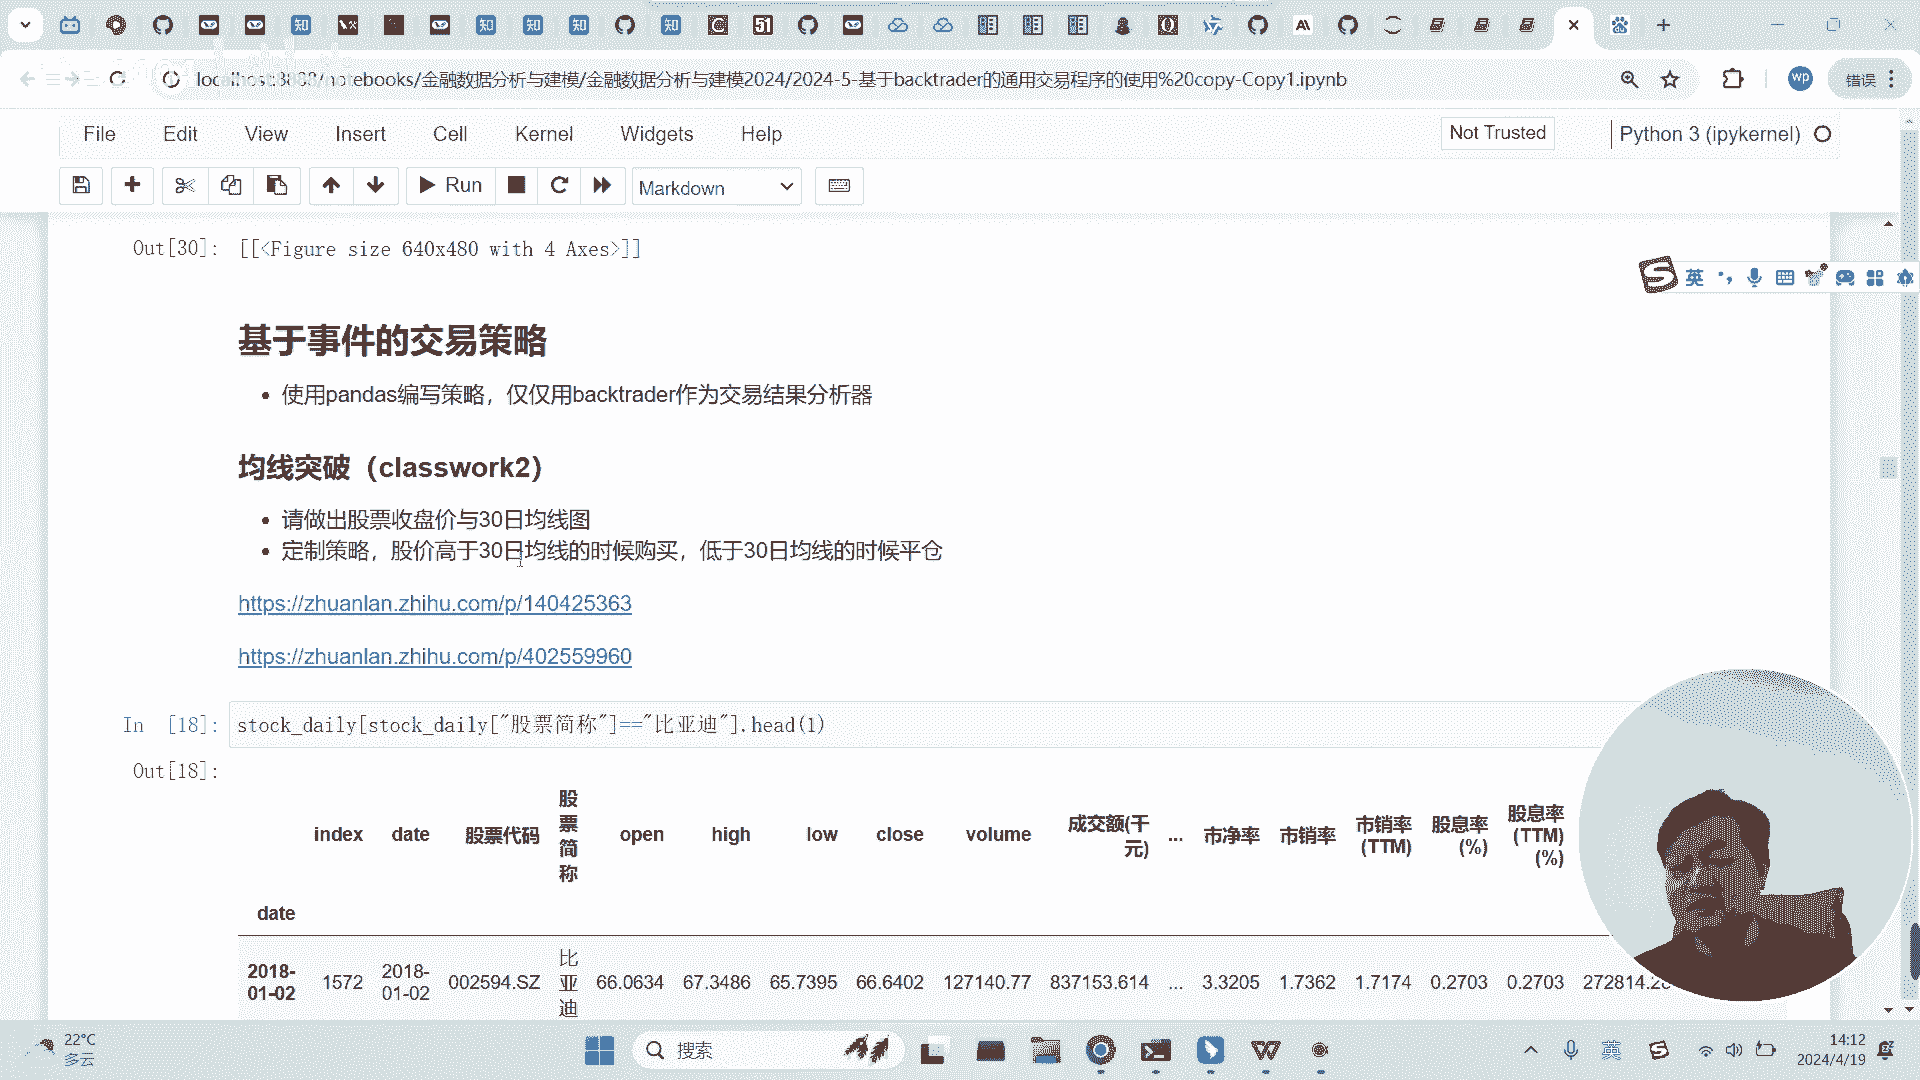 localhost:8888/notebooks/金融数据分析与建模/金融数据分析与建模2024/2024-5-基于backtrader的通用交易程序的使用%20copy-Copy1.ipynb
wp
错误
File Edit View Insert Cell Kernel Widgets Help
Not Trusted
Python 3 (ipykernel)
Run
Markdown
Out[30]: [[<Figure size 640x480 with 4 Axes>]]
英
基于事件的交易策略
使用pandas编写策略，仅仅用backtrader作为交易结果分析器
均线突破（classwork2）
请做出股票收盘价与30日均线图
定制策略，股价高于30日均线的时候购买，低于30日均线的时候平仓
https://zhuanlan.zhihu.com/p/140425363
https://zhuanlan.zhihu.com/p/402559960
In [18]: stock_daily[stock_daily["股票简称"]=="比亚迪"].head(1)
Out[18]:
index date 股票代码 股票简称 open high low close volume 成交额(千元) ... 市净率 市销率 市销率(TTM) 股息率(%) 股息率(TTM)(%)
date
2018-01-02 1572 2018-01-02 002594.SZ 比亚迪 66.0634 67.3486 65.7395 66.6402 127140.77 837153.614 ... 3.3205 1.7362 1.7174 0.2703 0.2703
22°C
多云
搜索
英
14:12
2024/4/19